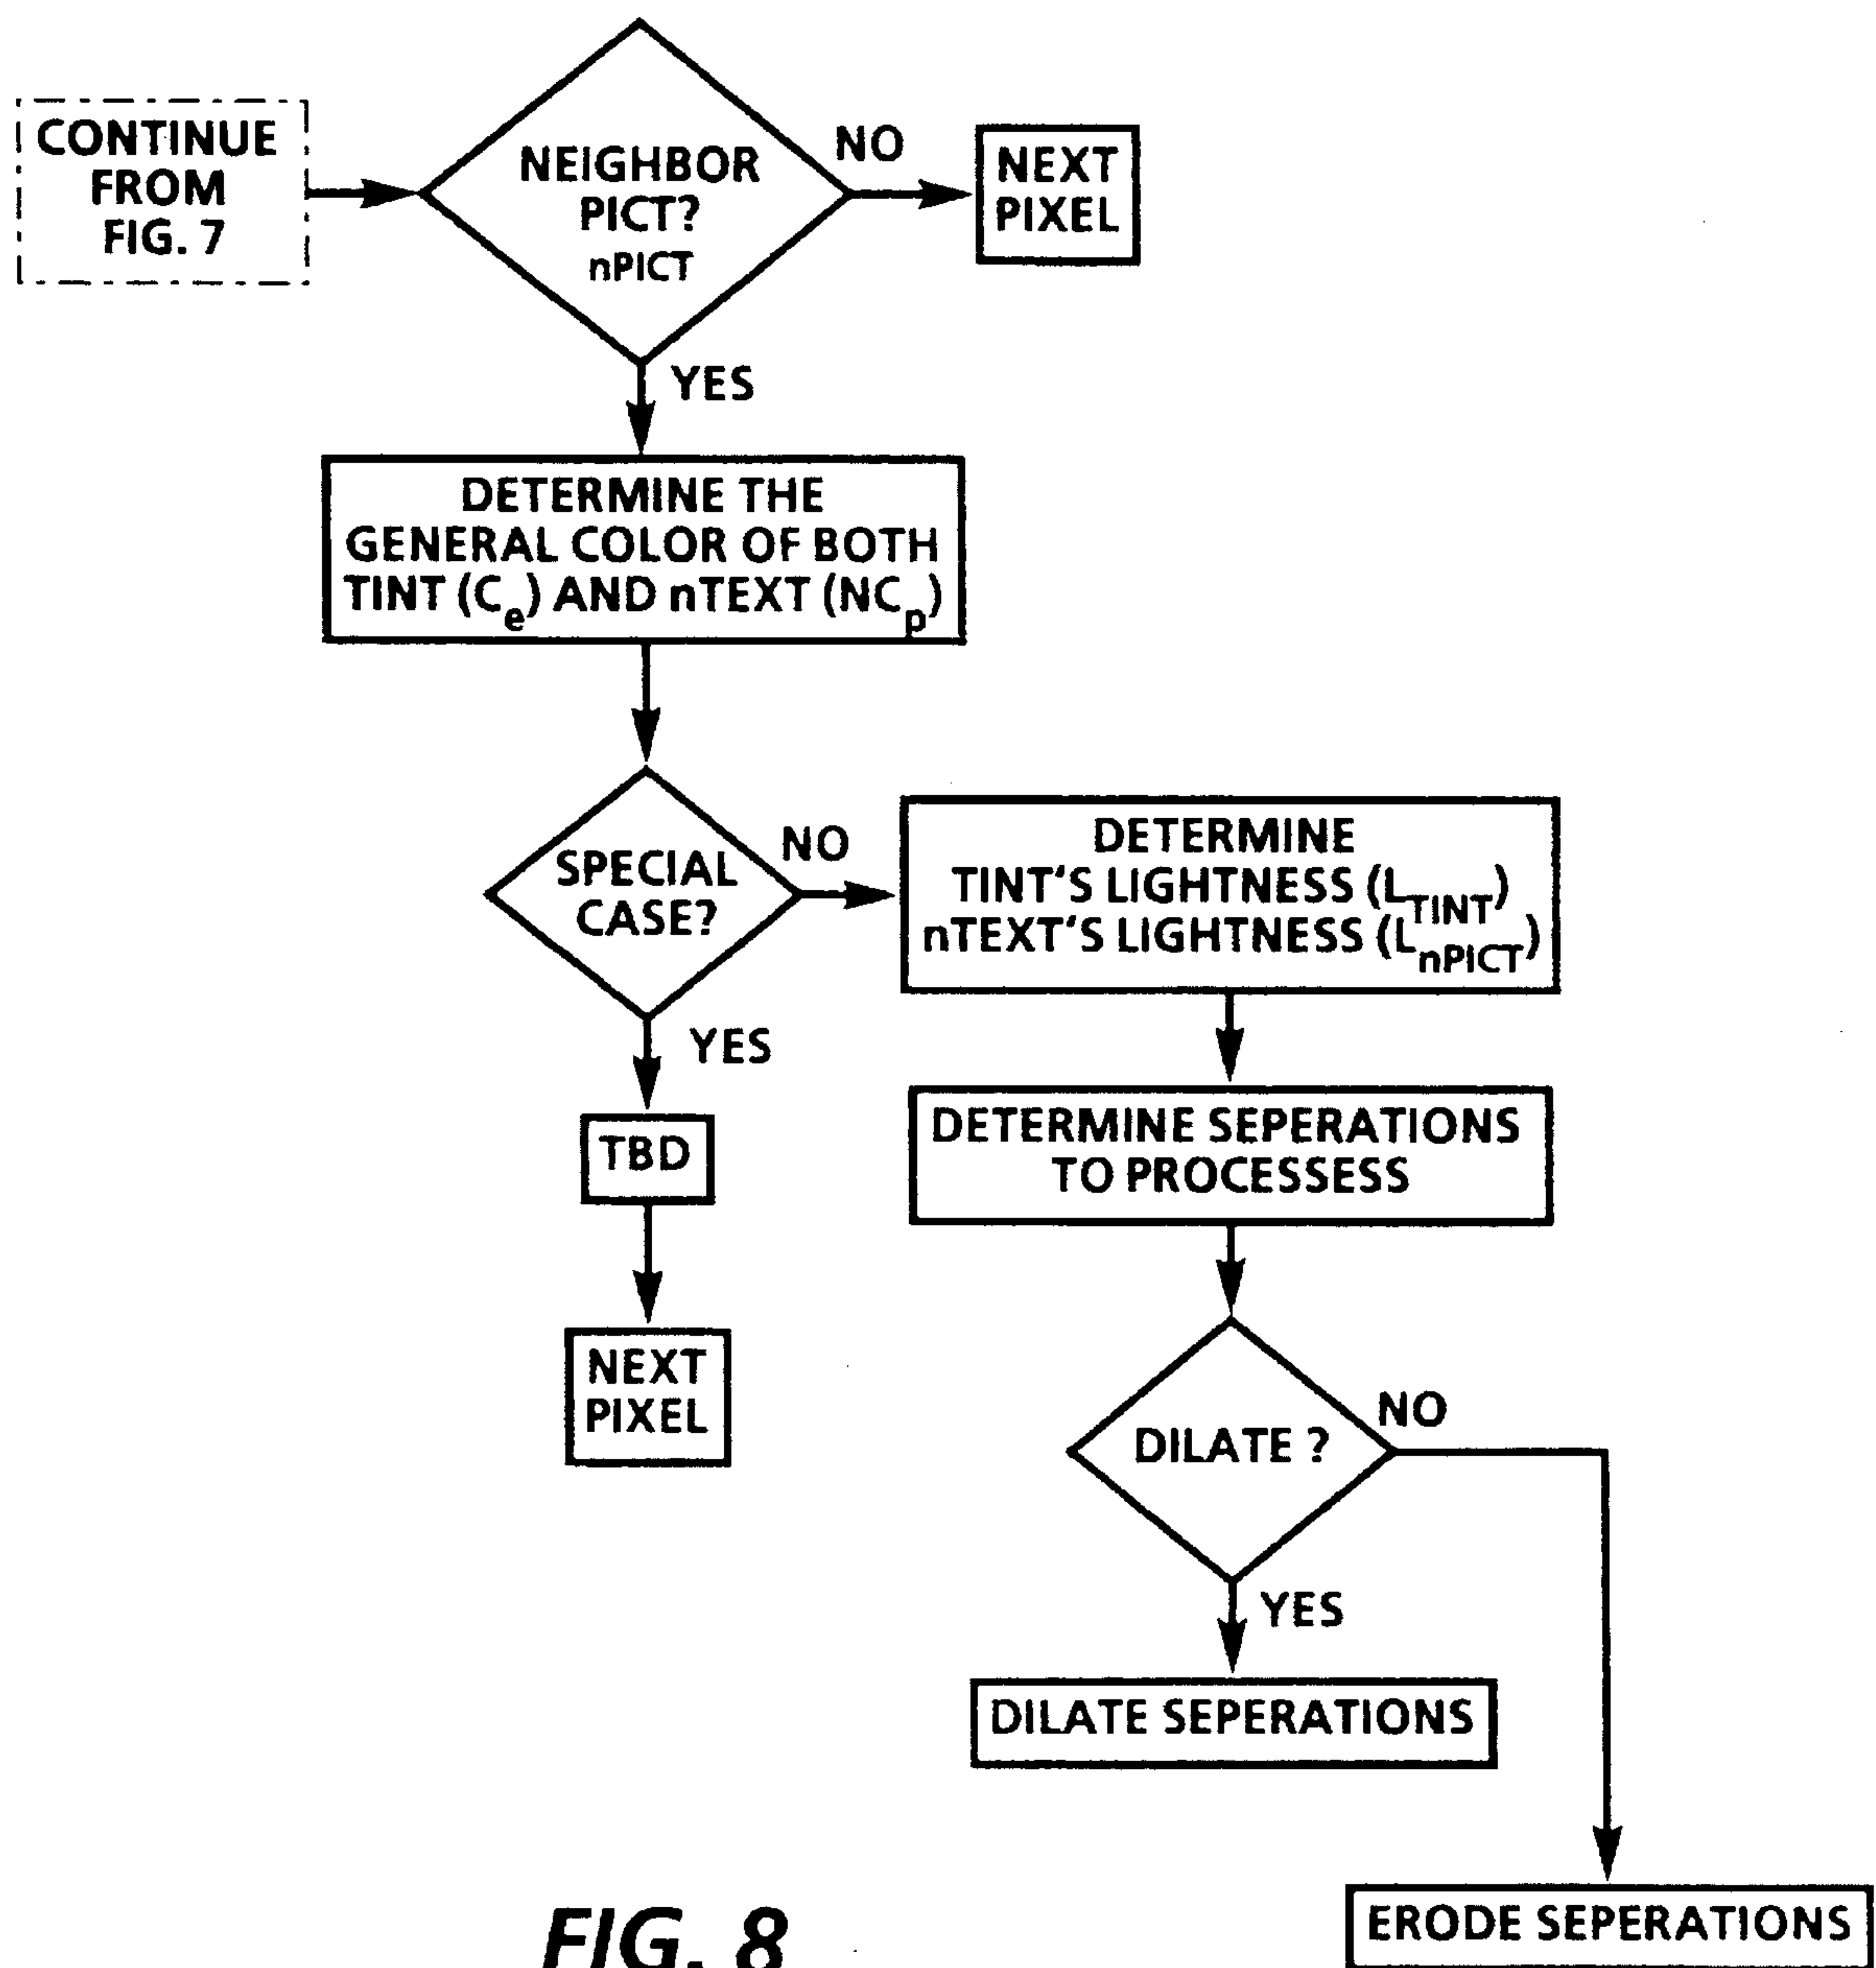 CONTINUE
FROM
FIG. 7
NEIGHBOR
PICT?
nPICT
NO
NEXT
PIXEL
YES
DETERMINE THE
GENERAL COLOR OF BOTH
TINT (Ce) AND nTEXT (NCp)
SPECIAL
CASE?
NO
DETERMINE
TINT'S LIGHTNESS (LTINT)
nTEXT'S LIGHTNESS (LnPICT)
YES
TBD
NEXT
PIXEL
DETERMINE SEPERATIONS
TO PROCESSESS
DILATE ?
NO
YES
DILATE SEPERATIONS
ERODE SEPERATIONS
FIG. 8